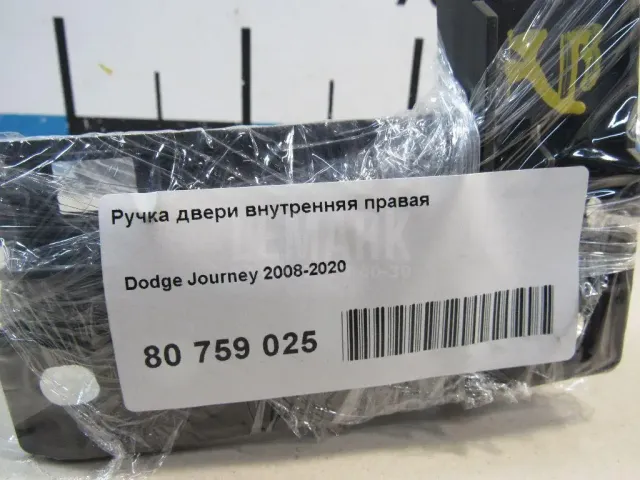 Ручка двери внутренняя правая
Dodge Journey 2008-2020
80 759 025